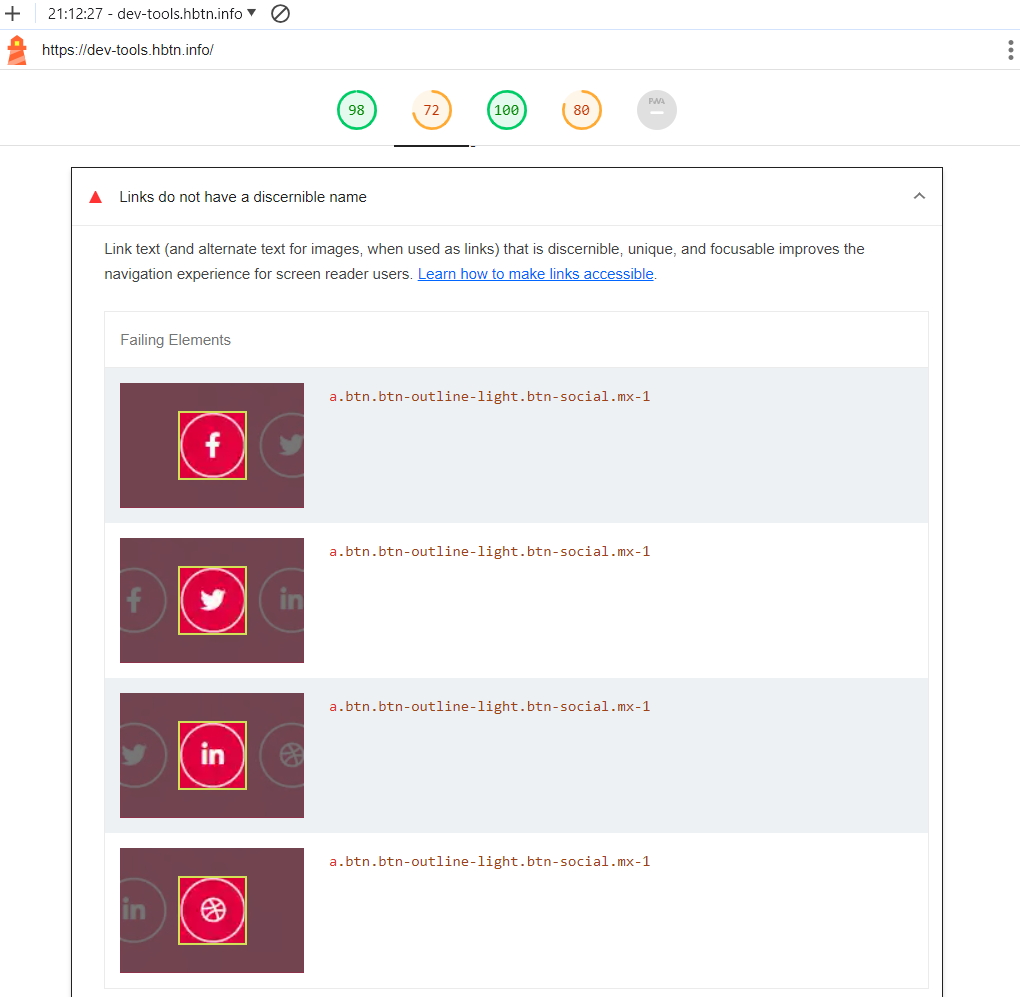 21:12:27 - dev-tools.hbtn.info
https://dev-tools.hbtn.info/
98 72 100 80 PWA
Links do not have a discernible name
Link text (and alternate text for images, when used as links) that is discernible, unique, and focusable improves the
navigation experience for screen reader users. Learn how to make links accessible.
Failing Elements
a.btn.btn-outline-light.btn-social.mx-1
f
a.btn.btn-outline-light.btn-social.mx-1
f in
a.btn.btn-outline-light.btn-social.mx-1
in
a.btn.btn-outline-light.btn-social.mx-1
in